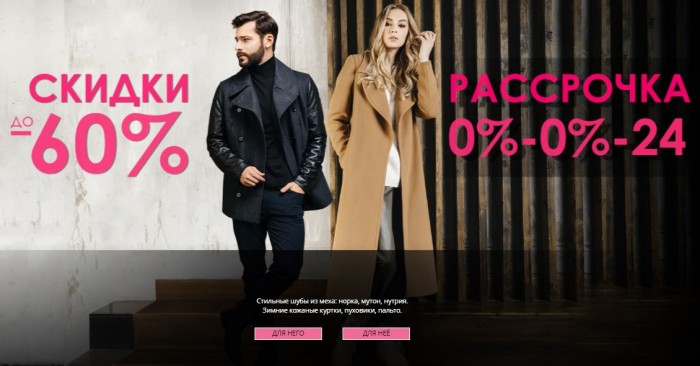 СКИДКИ
ДО
60%
РАССРОЧКА
0%-0%-24
Стильные шубы из меха: норка, мутон, нутрия.
Зимние кожаные куртки, пуховики, пальто.
ДЛЯ НЕГО
ДЛЯ НЕЁ